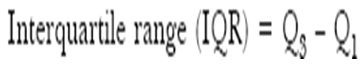 Interquartile range (IQR) = Q₃ – Q₁